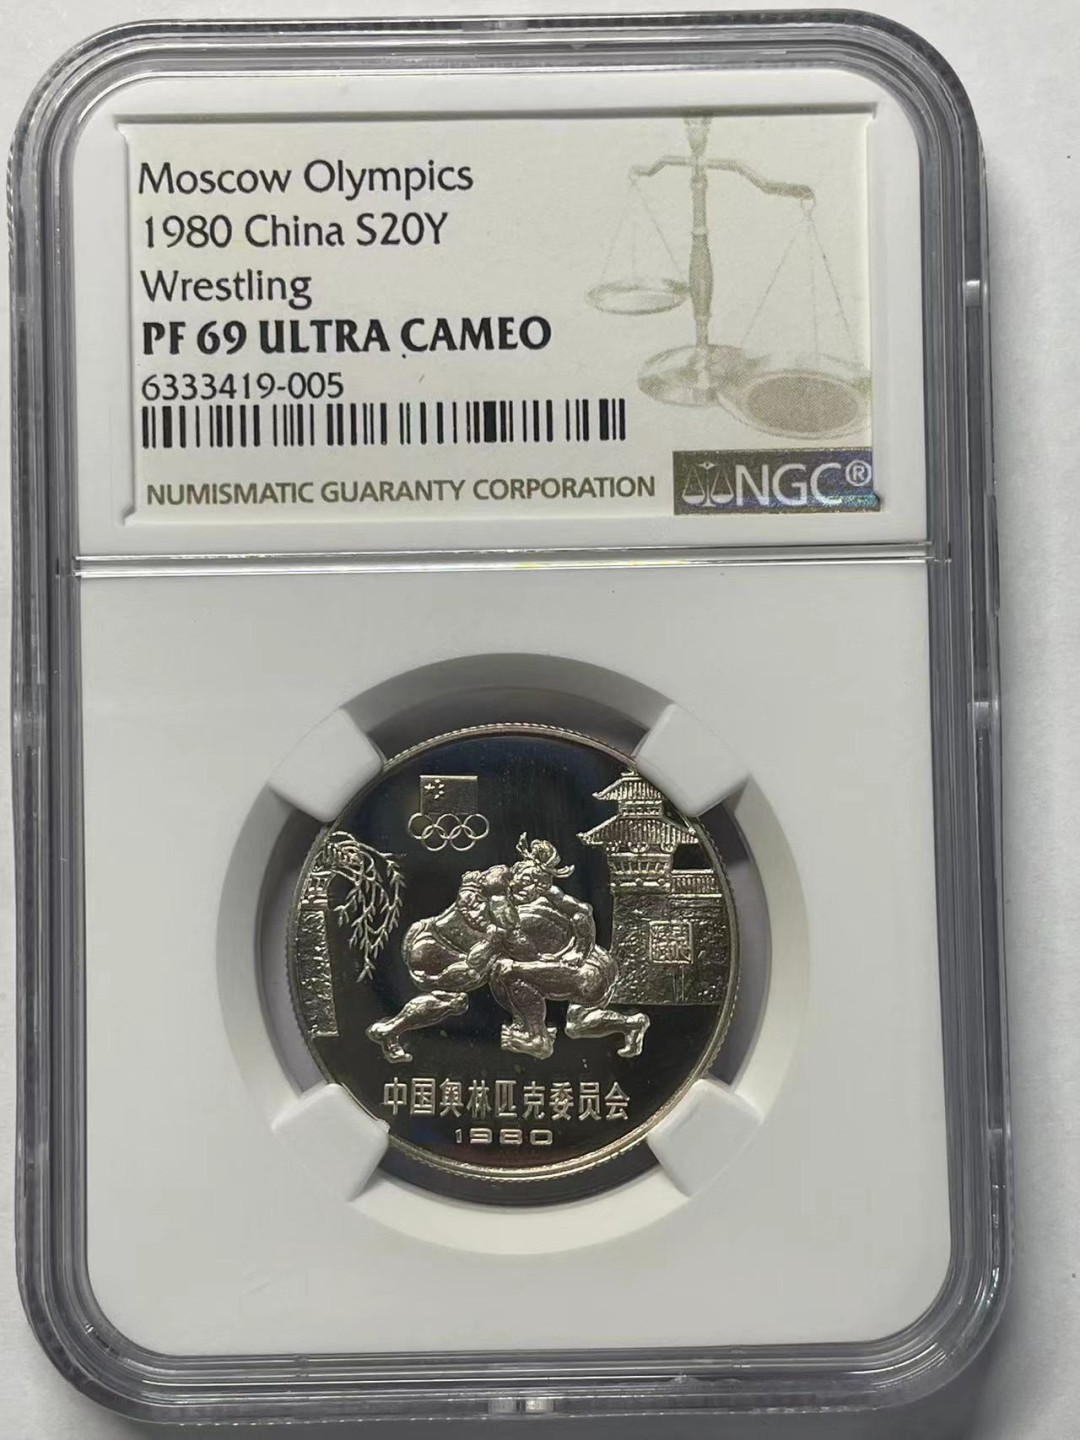 Moscow Olympics
1980 China S20Y
Wrestling
PF 69 ULTRA CAMEO
6333419-005
NUMISMATIC GUARANTY CORPORATION
NGC®
中国奥林匹克委员会
1980